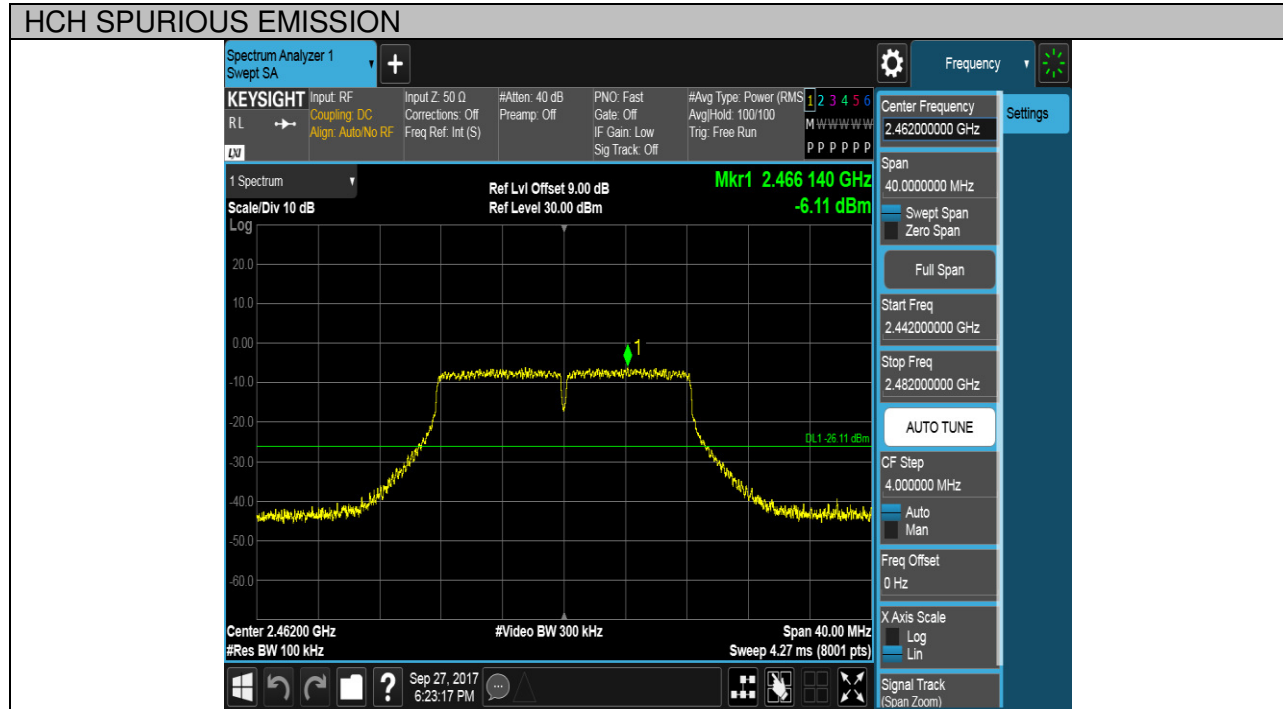 HCH SPURIOUS EMISSION
Spectrum Analyzer 1
Swept SA
+
Frequency
KEYSIGHT
RL
LXI
Input: RF
Coupling: DC
Align: Auto/No RF
Input Z: 50 Ω
Corrections: Off
Freq Ref: Int (S)
#Atten: 40 dB
Preamp: Off
PNO: Fast
Gate: Off
IF Gain: Low
Sig Track: Off
#Avg Type: Power (RMS
Avg|Hold: 100/100
Trig: Free Run
1 2 3 4 5 6
M W W W W W
P P P P P P
1 Spectrum
Scale/Div 10 dB
Ref Lvl Offset 9.00 dB
Ref Level 30.00 dBm
Mkr1 2.466 140 GHz
-6.11 dBm
Log
20.0
10.0
0.00
-10.0
-20.0
-30.0
-40.0
-50.0
-60.0
1
DL1 -26.11 dBm
Center 2.46200 GHz
#Res BW 100 kHz
#Video BW 300 kHz
Span 40.00 MHz
Sweep 4.27 ms (8001 pts)
?
Sep 27, 2017
6:23:17 PM
Center Frequency
2.462000000 GHz
Settings
Span
40.0000000 MHz
Swept Span
Zero Span
Full Span
Start Freq
2.442000000 GHz
Stop Freq
2.482000000 GHz
AUTO TUNE
CF Step
4.000000 MHz
Auto
Man
Freq Offset
0 Hz
X Axis Scale
Log
Lin
Signal Track
(Span Zoom)